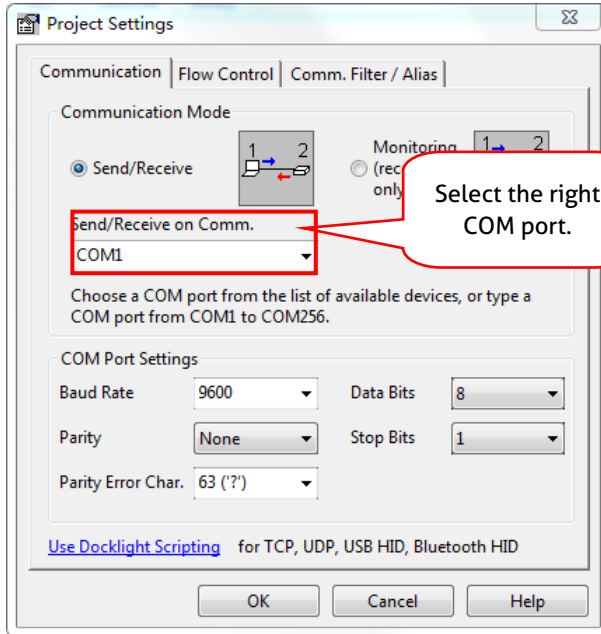 Project Settings
Communication Flow Control Comm. Filter / Alias
Communication Mode
Send/Receive
1 2
Monitoring
only
1 2
Select the right
COM port.
Send/Receive on Comm.
COM1
Choose a COM port from the list of available devices, or type a
COM port from COM1 to COM256.
COM Port Settings
Baud Rate 9600 Data Bits 8
Parity None Stop Bits 1
Parity Error Char. 63 ('?')
Use Docklight Scripting for TCP, UDP, USB HID, Bluetooth HID
OK Cancel Help